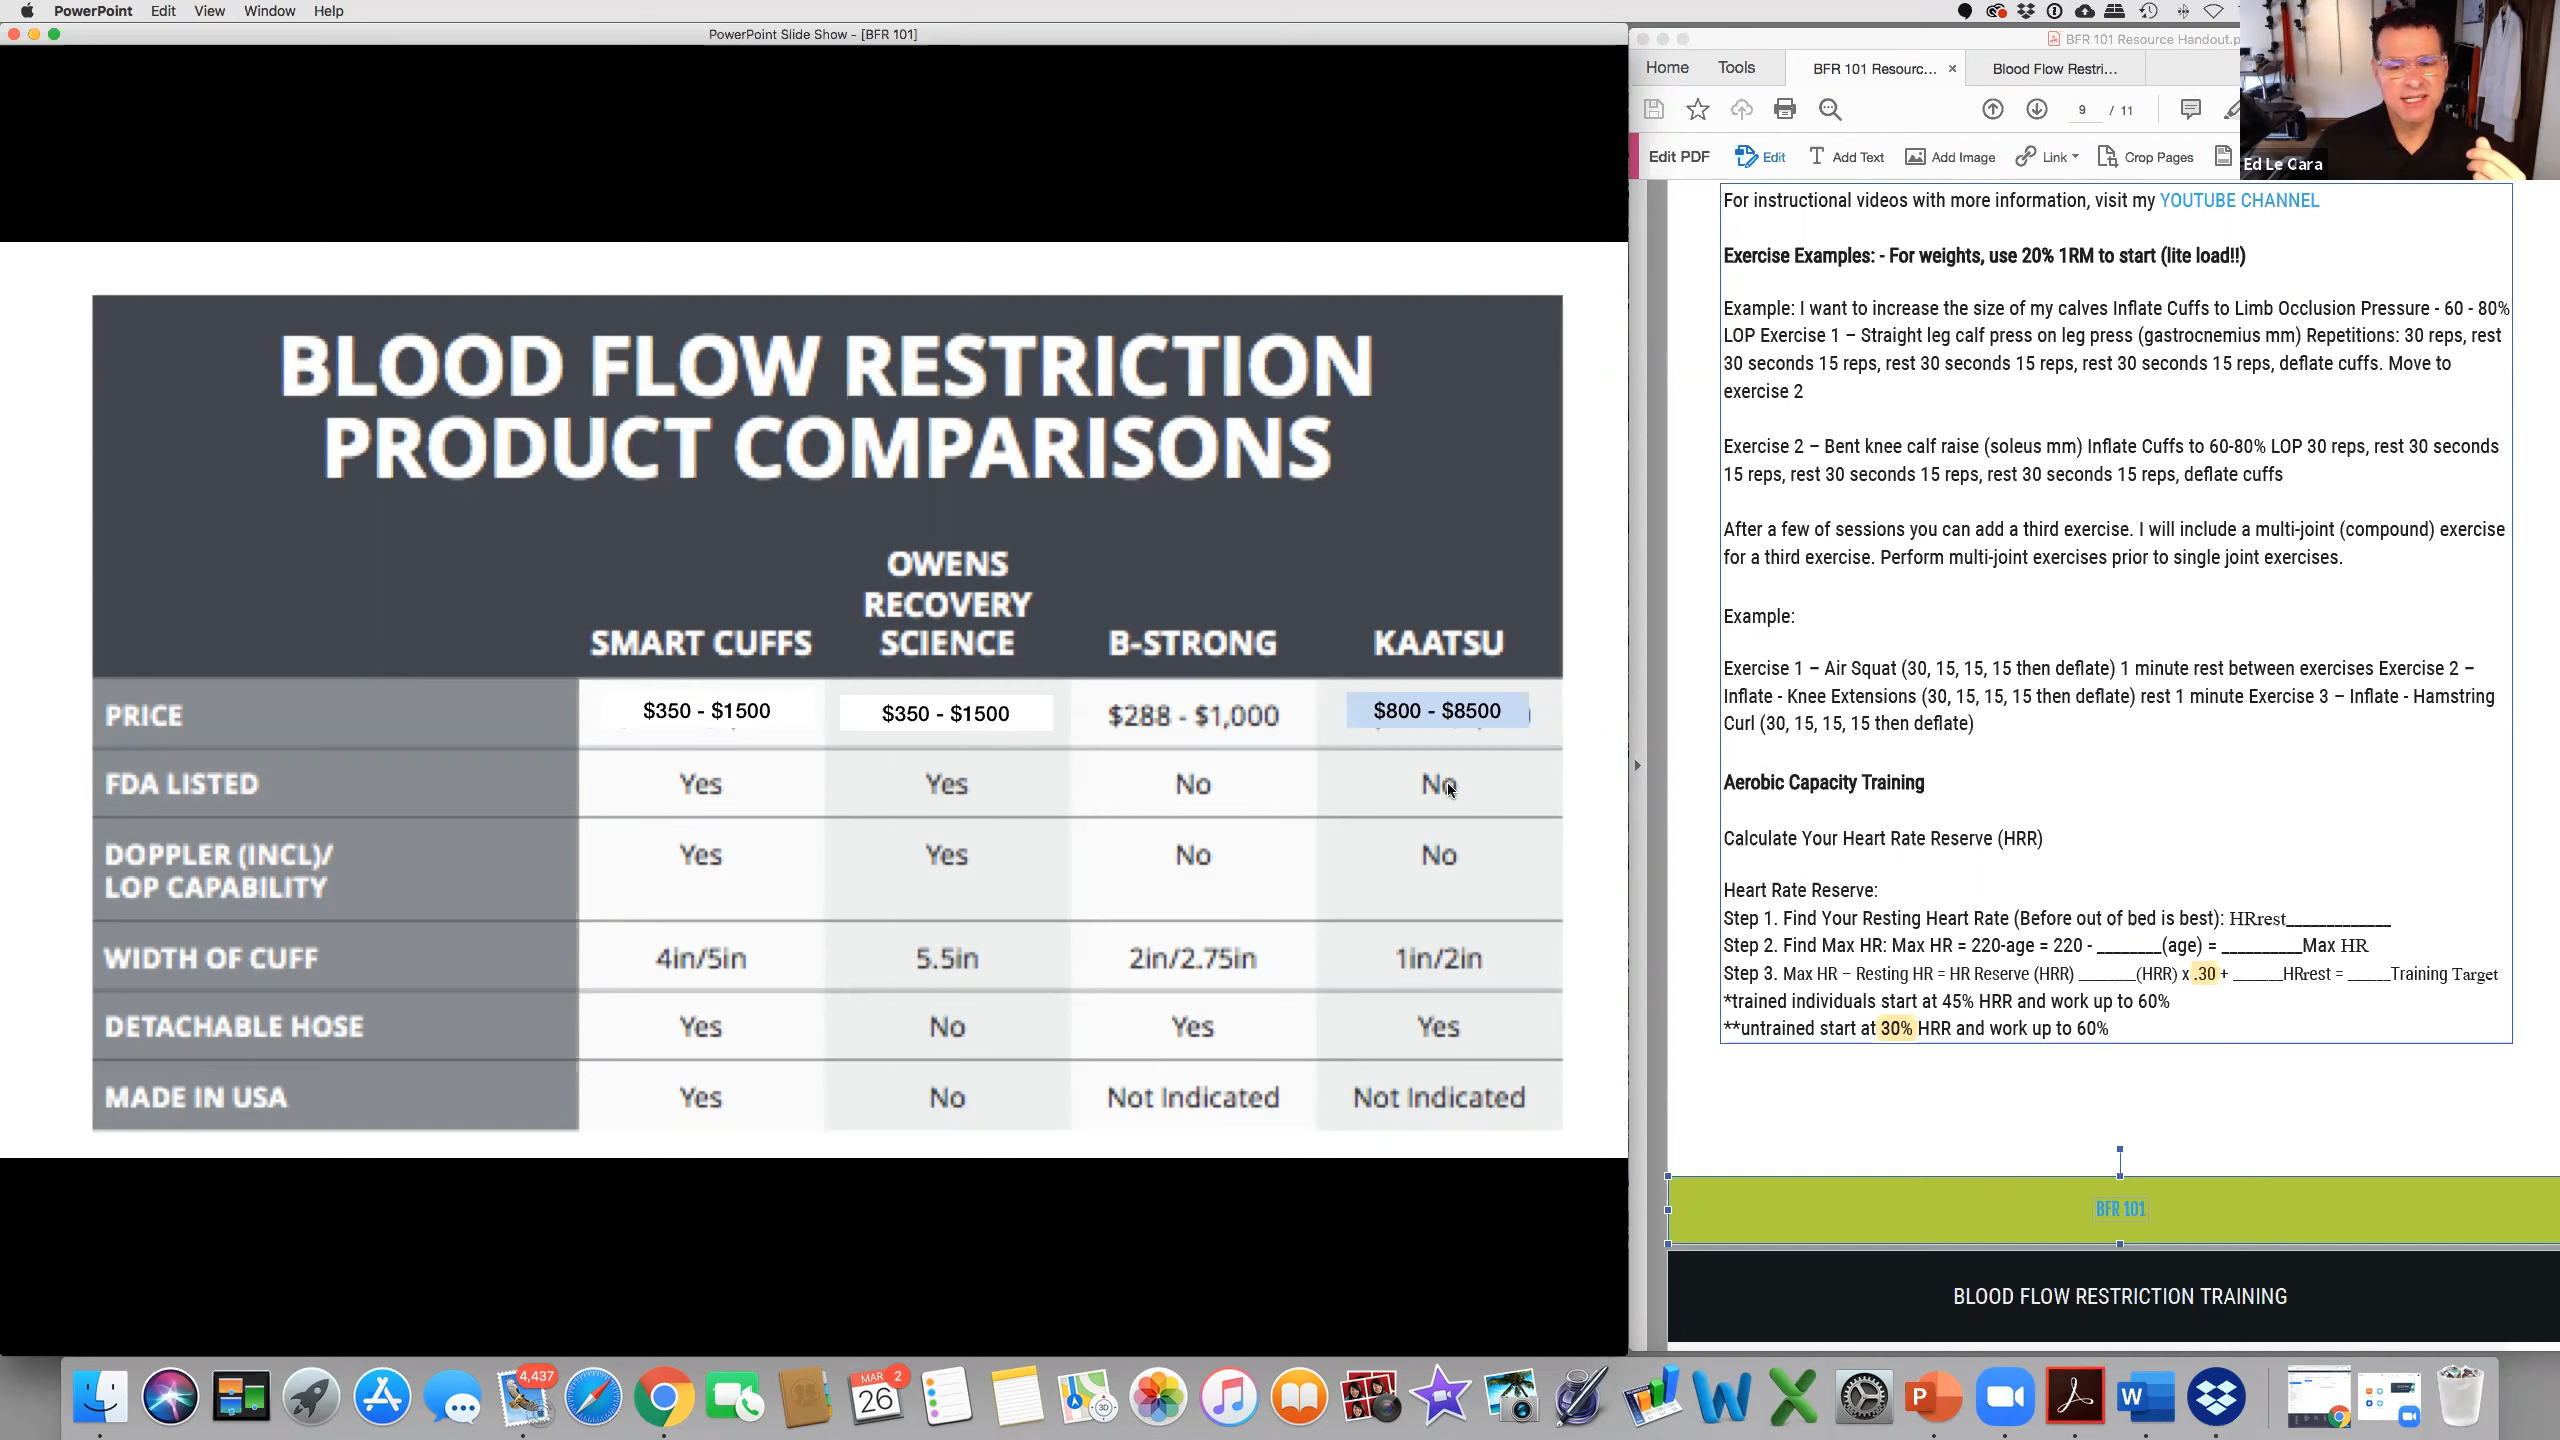 PowerPoint Edit View Window Help
PowerPoint Slide Show - [BFR 101]
BLOOD FLOW RESTRICTION
PRODUCT COMPARISONS
SMART CUFFS OWENS RECOVERY SCIENCE B-STRONG KAATSU
PRICE $350 - $1500 $350 - $1500 $288 - $1,000 $800 - $8500
FDA LISTED Yes Yes No No
DOPPLER (INCL)/ LOP CAPABILITY Yes Yes No No
WIDTH OF CUFF 4in/5in 5.5in 2in/2.75in 1in/2in
DETACHABLE HOSE Yes No Yes Yes
MADE IN USA Yes No Not Indicated Not Indicated
BFR 101 Resource Handout.p
Home Tools BFR 101 Resourc... × Blood Flow Restri...
9 / 11
Edit PDF Edit Add Text Add Image Link Crop Pages
Ed Le Cara
For instructional videos with more information, visit my YOUTUBE CHANNEL
Exercise Examples: - For weights, use 20% 1RM to start (lite load!!)
Example: I want to increase the size of my calves Inflate Cuffs to Limb Occlusion Pressure - 60 - 80%
LOP Exercise 1 – Straight leg calf press on leg press (gastrocnemius mm) Repetitions: 30 reps, rest
30 seconds 15 reps, rest 30 seconds 15 reps, rest 30 seconds 15 reps, deflate cuffs. Move to
exercise 2
Exercise 2 – Bent knee calf raise (soleus mm) Inflate Cuffs to 60-80% LOP 30 reps, rest 30 seconds
15 reps, rest 30 seconds 15 reps, rest 30 seconds 15 reps, deflate cuffs
After a few of sessions you can add a third exercise. I will include a multi-joint (compound) exercise
for a third exercise. Perform multi-joint exercises prior to single joint exercises.
Example:
Exercise 1 – Air Squat (30, 15, 15, 15 then deflate) 1 minute rest between exercises Exercise 2 –
Inflate - Knee Extensions (30, 15, 15, 15 then deflate) rest 1 minute Exercise 3 – Inflate - Hamstring
Curl (30, 15, 15, 15 then deflate)
Aerobic Capacity Training
Calculate Your Heart Rate Reserve (HRR)
Heart Rate Reserve:
Step 1. Find Your Resting Heart Rate (Before out of bed is best): HRrest____________
Step 2. Find Max HR: Max HR = 220-age = 220 - _______(age) = _________Max HR
Step 3. Max HR – Resting HR = HR Reserve (HRR) _______(HRR) x .30 + ______HRrest = _____Training Target
*trained individuals start at 45% HRR and work up to 60%
**untrained start at 30% HRR and work up to 60%
BFR 101
BLOOD FLOW RESTRICTION TRAINING
4,437
MAR 2
26